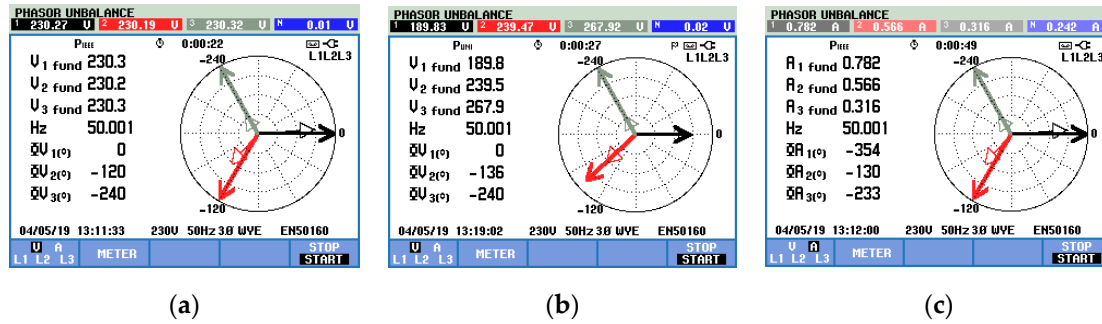 PHASOR UNBALANCE
1 230.27 V 2 230.19 V 3 230.32 V N 0.01 V
PIEEE 0:00:22
L1L2L3
V1 fund 230.3
V2 fund 230.2
V3 fund 230.3
Hz 50.001
ΦV1(°) 0
ΦV2(°) -120
ΦV3(°) -240
-240
0
-120
04/05/19 13:11:33 230V 50Hz 3Ø WYE EN50160
V A
L1 L2 L3
METER
STOP
START
(a)
PHASOR UNBALANCE
1 189.83 V 2 239.47 V 3 267.92 V N 0.02 V
PUNI 0:00:27
L1L2L3
V1 fund 189.8
V2 fund 239.5
V3 fund 267.9
Hz 50.001
ΦV1(°) 0
ΦV2(°) -136
ΦV3(°) -240
-240
0
-120
04/05/19 13:19:02 230V 50Hz 3Ø WYE EN50160
V A
L1 L2 L3
METER
STOP
START
(b)
PHASOR UNBALANCE
1 0.782 A 2 0.566 A 3 0.316 A N 0.242 A
PIEEE 0:00:49
L1L2L3
A1 fund 0.782
A2 fund 0.566
A3 fund 0.316
Hz 50.001
ΦA1(°) -354
ΦA2(°) -130
ΦA3(°) -233
-240
0
-120
04/05/19 13:12:00 230V 50Hz 3Ø WYE EN50160
V A
L1 L2 L3
METER
STOP
START
(c)